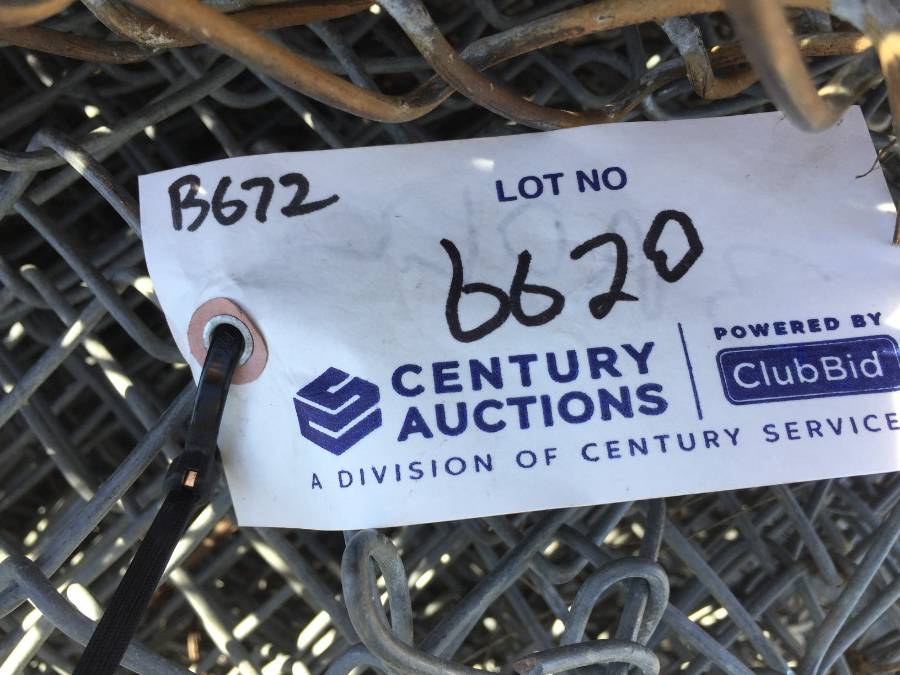 B672
LOT NO
6620
CENTURY
AUCTIONS
POWERED BY
ClubBid
A DIVISION OF CENTURY SERVICE